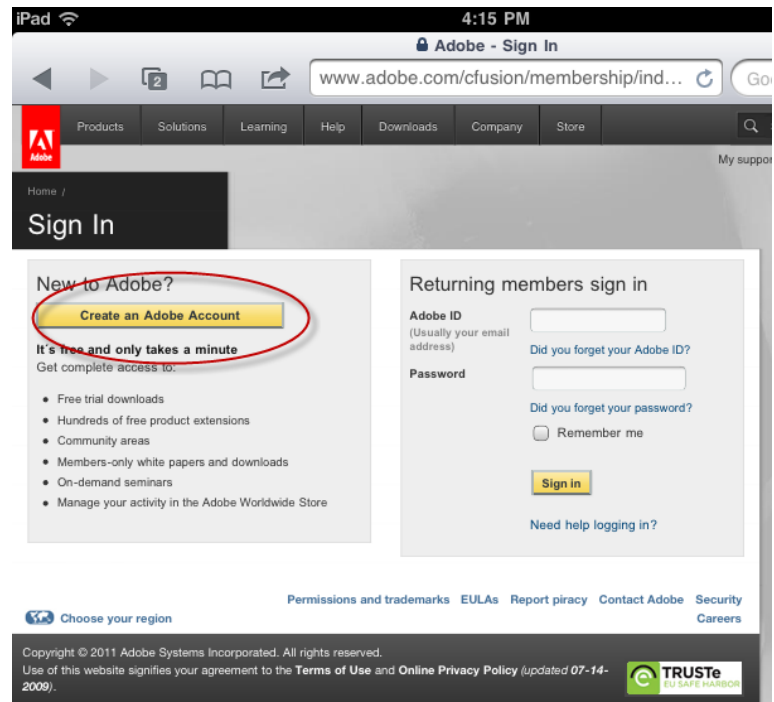 iPad 4:15 PM
Adobe - Sign In
2
www.adobe.com/cfusion/membership/ind...
Adobe
Products Solutions Learning Help Downloads Company Store
My suppor
Home /
Sign In
New to Adobe?
Create an Adobe Account
It´s free and only takes a minute
Get complete access to:
• Free trial downloads
• Hundreds of free product extensions
• Community areas
• Members-only white papers and downloads
• On-demand seminars
• Manage your activity in the Adobe Worldwide Store
Returning members sign in
Adobe ID
(Usually your email
address)
Did you forget your Adobe ID?
Password
Did you forget your password?
Remember me
Sign in
Need help logging in?
Permissions and trademarks EULAs Report piracy Contact Adobe Security
Choose your region Careers
Copyright © 2011 Adobe Systems Incorporated. All rights reserved.
Use of this website signifies your agreement to the Terms of Use and Online Privacy Policy (updated 07-14-
2009).
TRUSTe
EU SAFE HARBOR